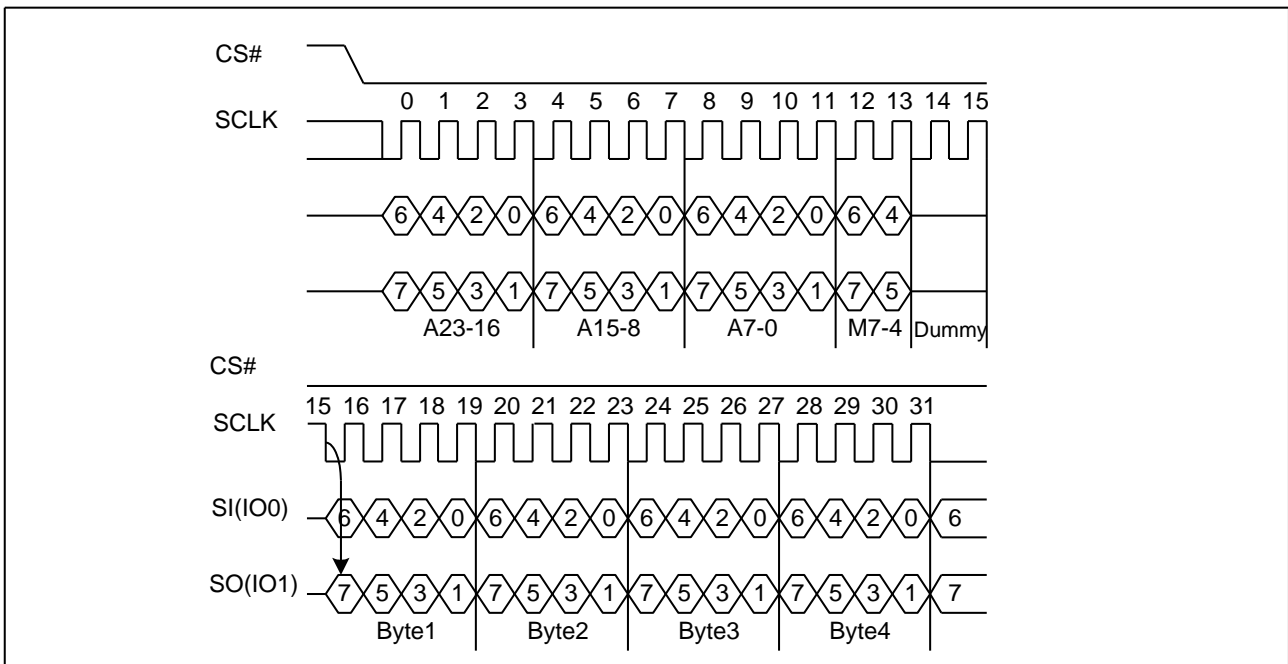 CS#
0 1 2 3 4 5 6 7 8 9 10 11 12 13 14 15
SCLK
6 4 2 0 6 4 2 0 6 4 2 0 6 4
7 5 3 1 7 5 3 1 7 5 3 1 7 5
A23-16 A15-8 A7-0 M7-4 Dummy
CS#
15 16 17 18 19 20 21 22 23 24 25 26 27 28 29 30 31
SCLK
SI(IO0) 6 4 2 0 6 4 2 0 6 4 2 0 6 4 2 0 6
SO(IO1) 7 5 3 1 7 5 3 1 7 5 3 1 7 5 3 1 7
Byte1 Byte2 Byte3 Byte4